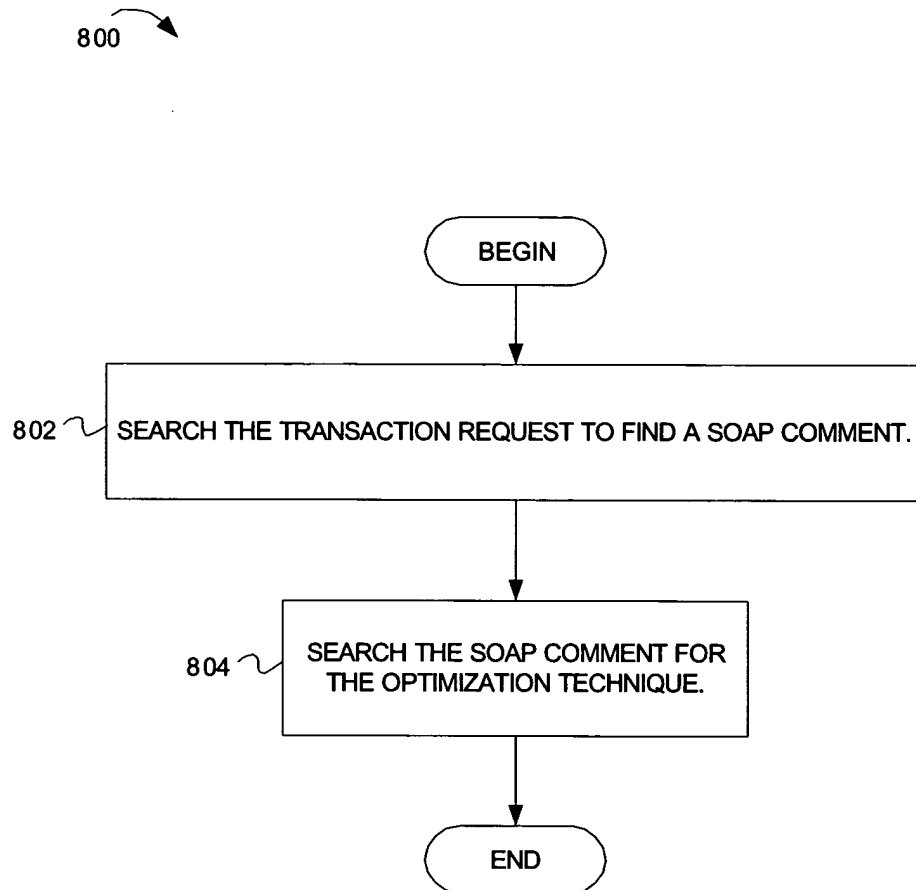 800
BEGIN
802
SEARCH THE TRANSACTION REQUEST TO FIND A SOAP COMMENT.
804
SEARCH THE SOAP COMMENT FOR
THE OPTIMIZATION TECHNIQUE.
END